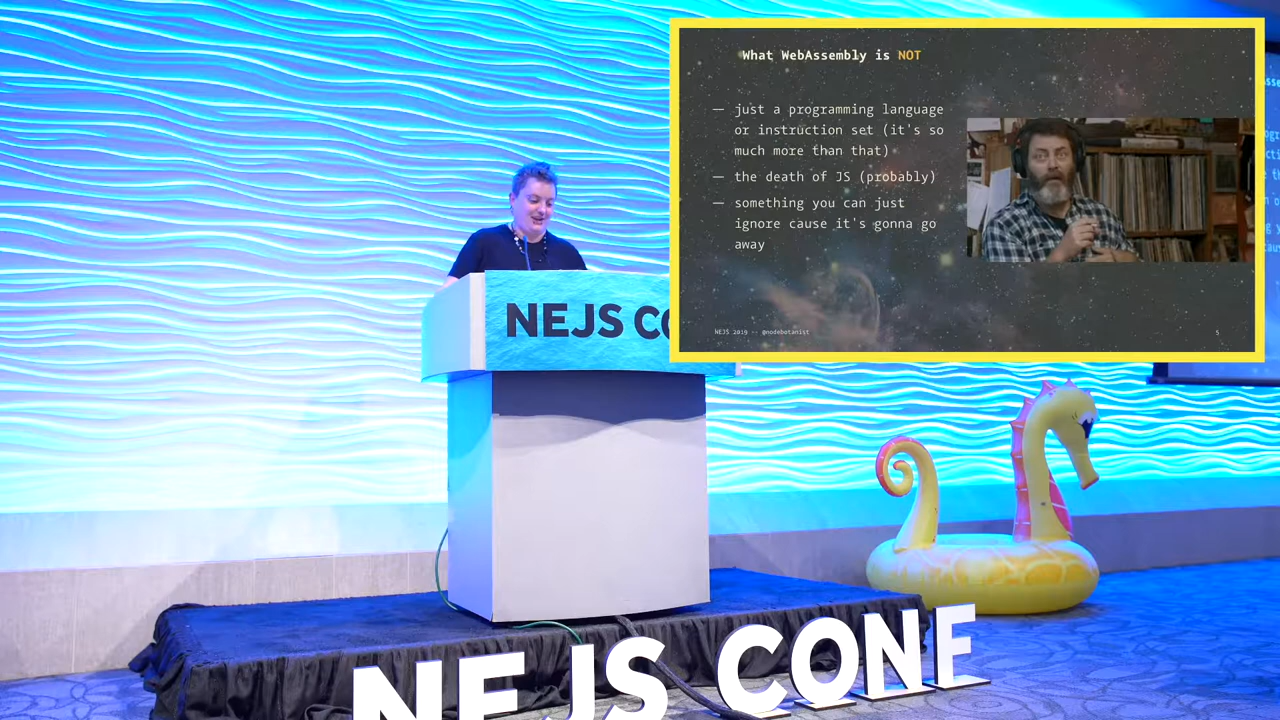 What WebAssembly is NOT
— just a programming language
or instruction set (it's so
much more than that)
— the death of JS (probably)
— something you can just
ignore cause it's gonna go
away
NEJS 2019 -- @nodebotanist
5
NEJS CO
NEJS CONF